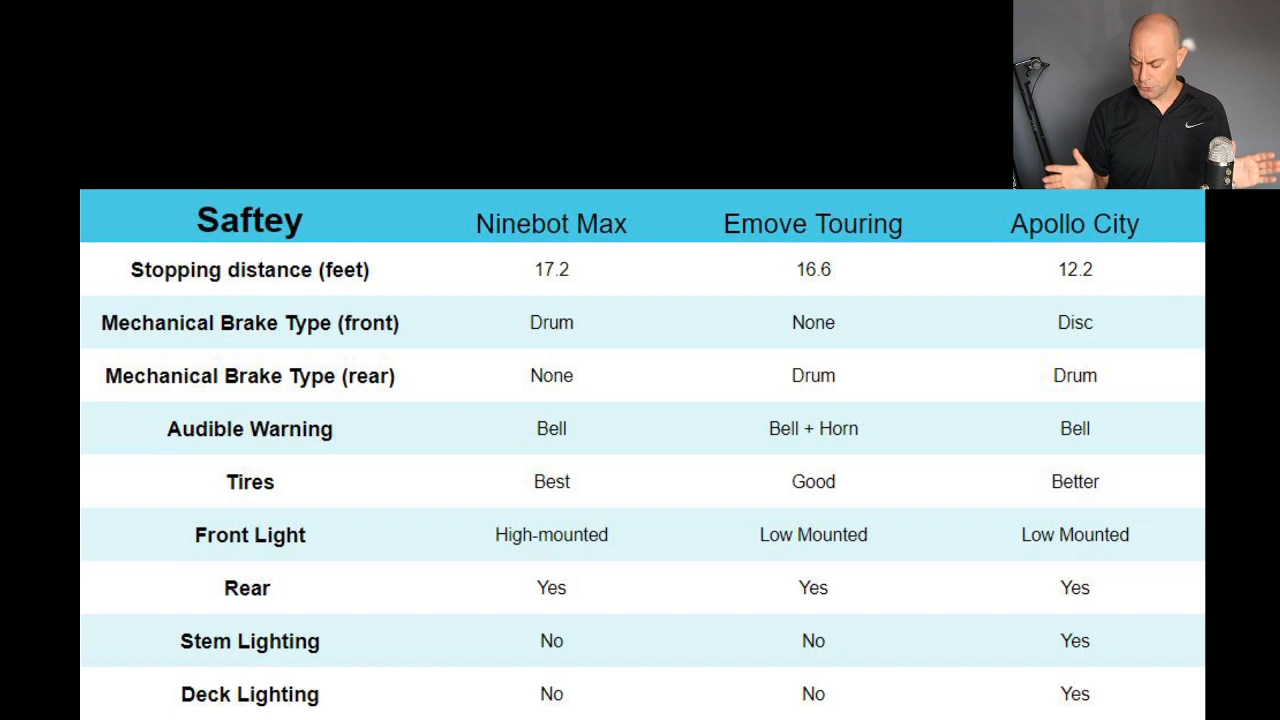 Saftey Ninebot Max Emove Touring Apollo City
Stopping distance (feet) 17.2 16.6 12.2
Mechanical Brake Type (front) Drum None Disc
Mechanical Brake Type (rear) None Drum Drum
Audible Warning Bell Bell + Horn Bell
Tires Best Good Better
Front Light High-mounted Low Mounted Low Mounted
Rear Yes Yes Yes
Stem Lighting No No Yes
Deck Lighting No No Yes